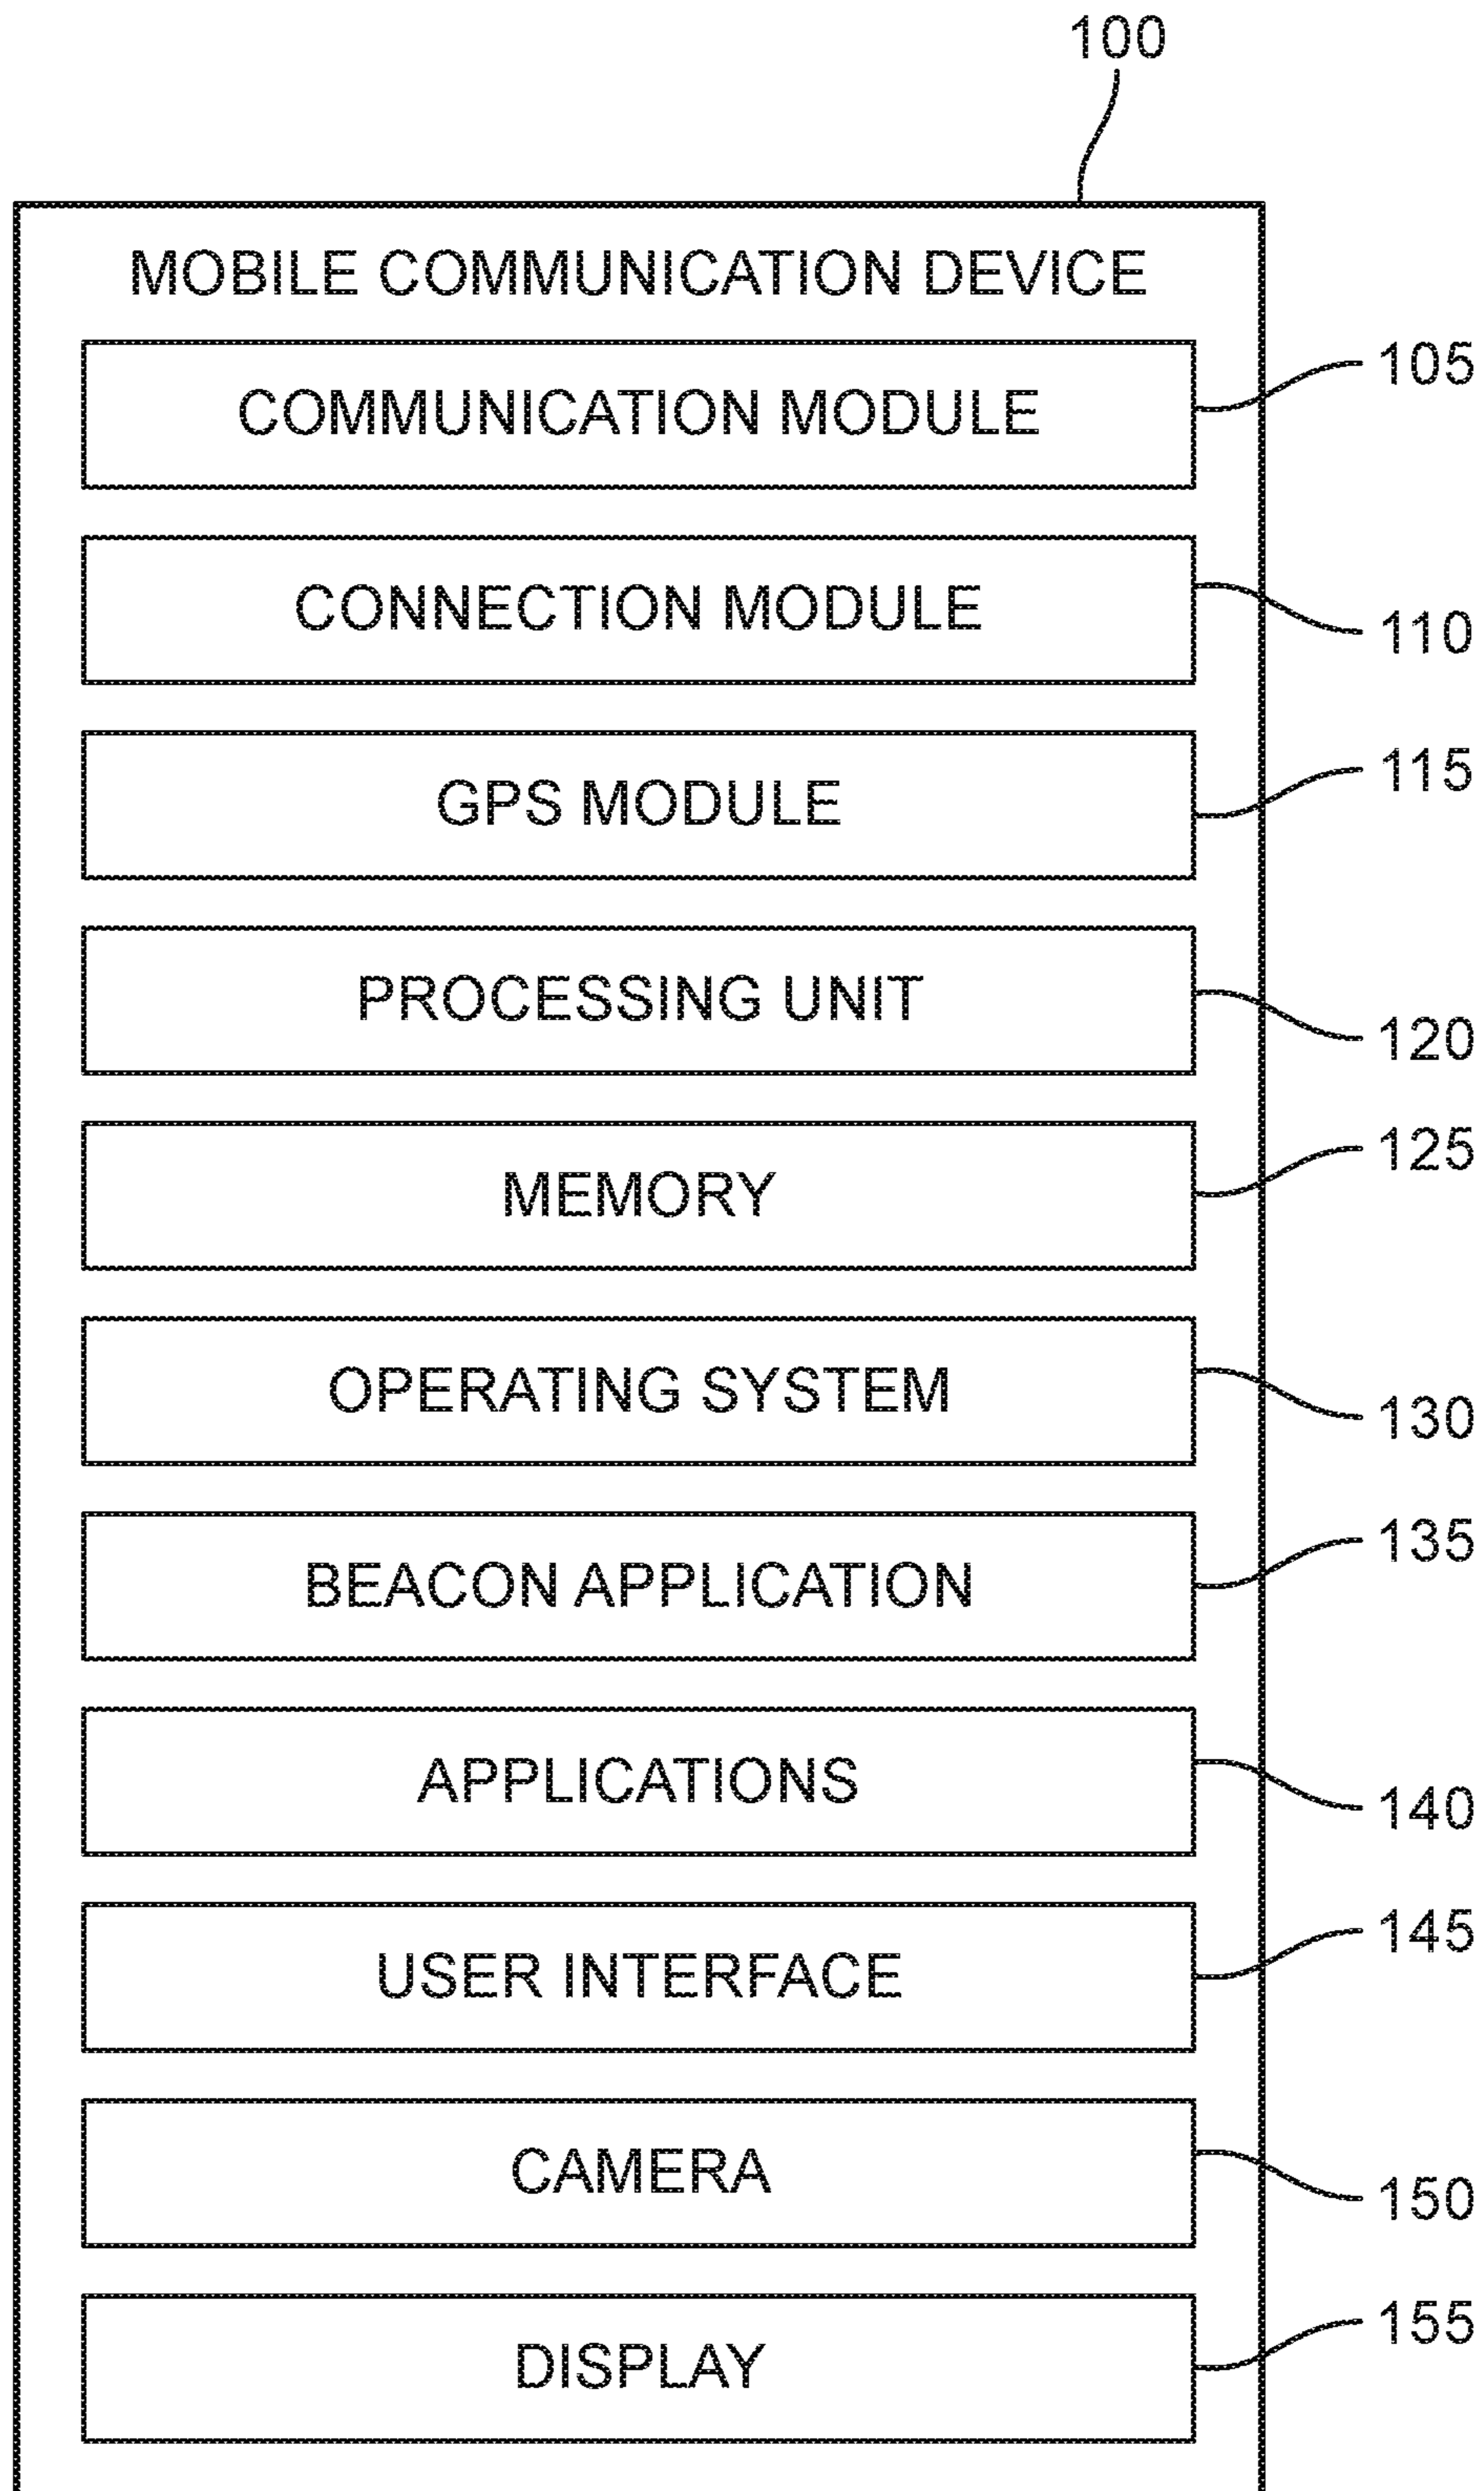 100
MOBILE COMMUNICATION DEVICE
COMMUNICATION MODULE
105
CONNECTION MODULE
110
GPS MODULE
115
PROCESSING UNIT
120
MEMORY
125
OPERATING SYSTEM
130
BEACON APPLICATION
135
APPLICATIONS
140
USER INTERFACE
145
CAMERA
150
DISPLAY
155